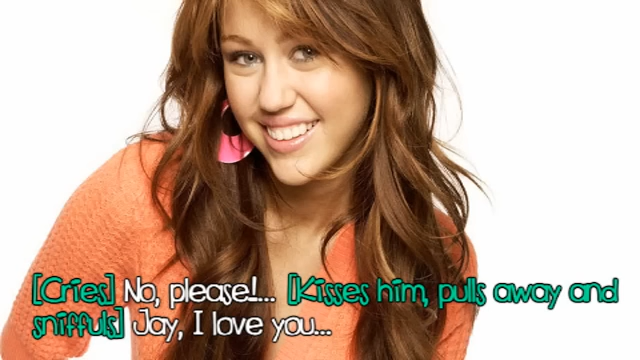 [Cries] No, please!... [Kisses him, pulls away and
sniffuls] Jay, I love you...